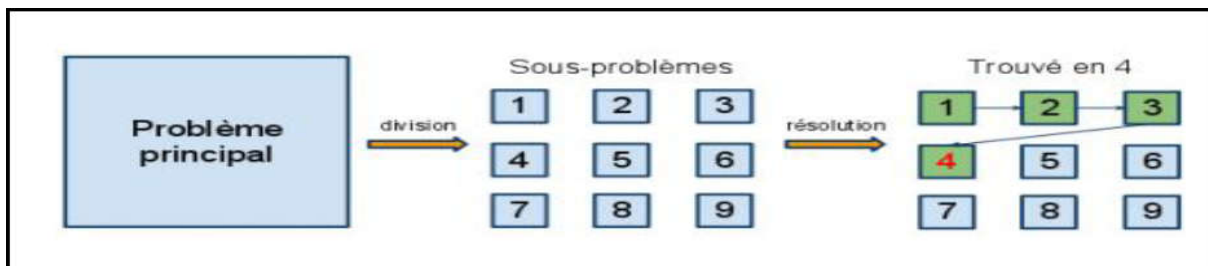 Problème
principal
division
Sous-problèmes
1 2 3
4 5 6
7 8 9
résolution
Trouvé en 4
1 2 3
4 5 6
7 8 9